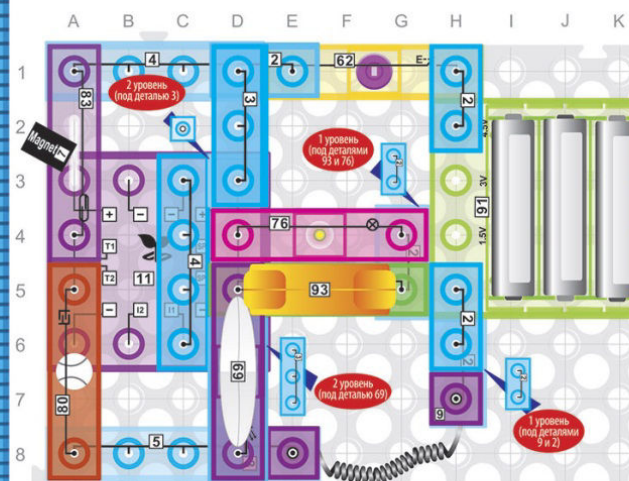 A B C D E F G H I J K
1 4 2 62 E
2 уровень
(под деталью 3)
83
3
2
2
4,5V
Magnet 7
1 уровень
(под деталями
93 и 76)
3
+ - 3V 91
4 76 1,5V
T1
T2 11 4
5 93
- I2 2
6
2 уровень
(под деталью 69)
69
7
80
9
1 уровень
(под деталями
9 и 2)
8 5